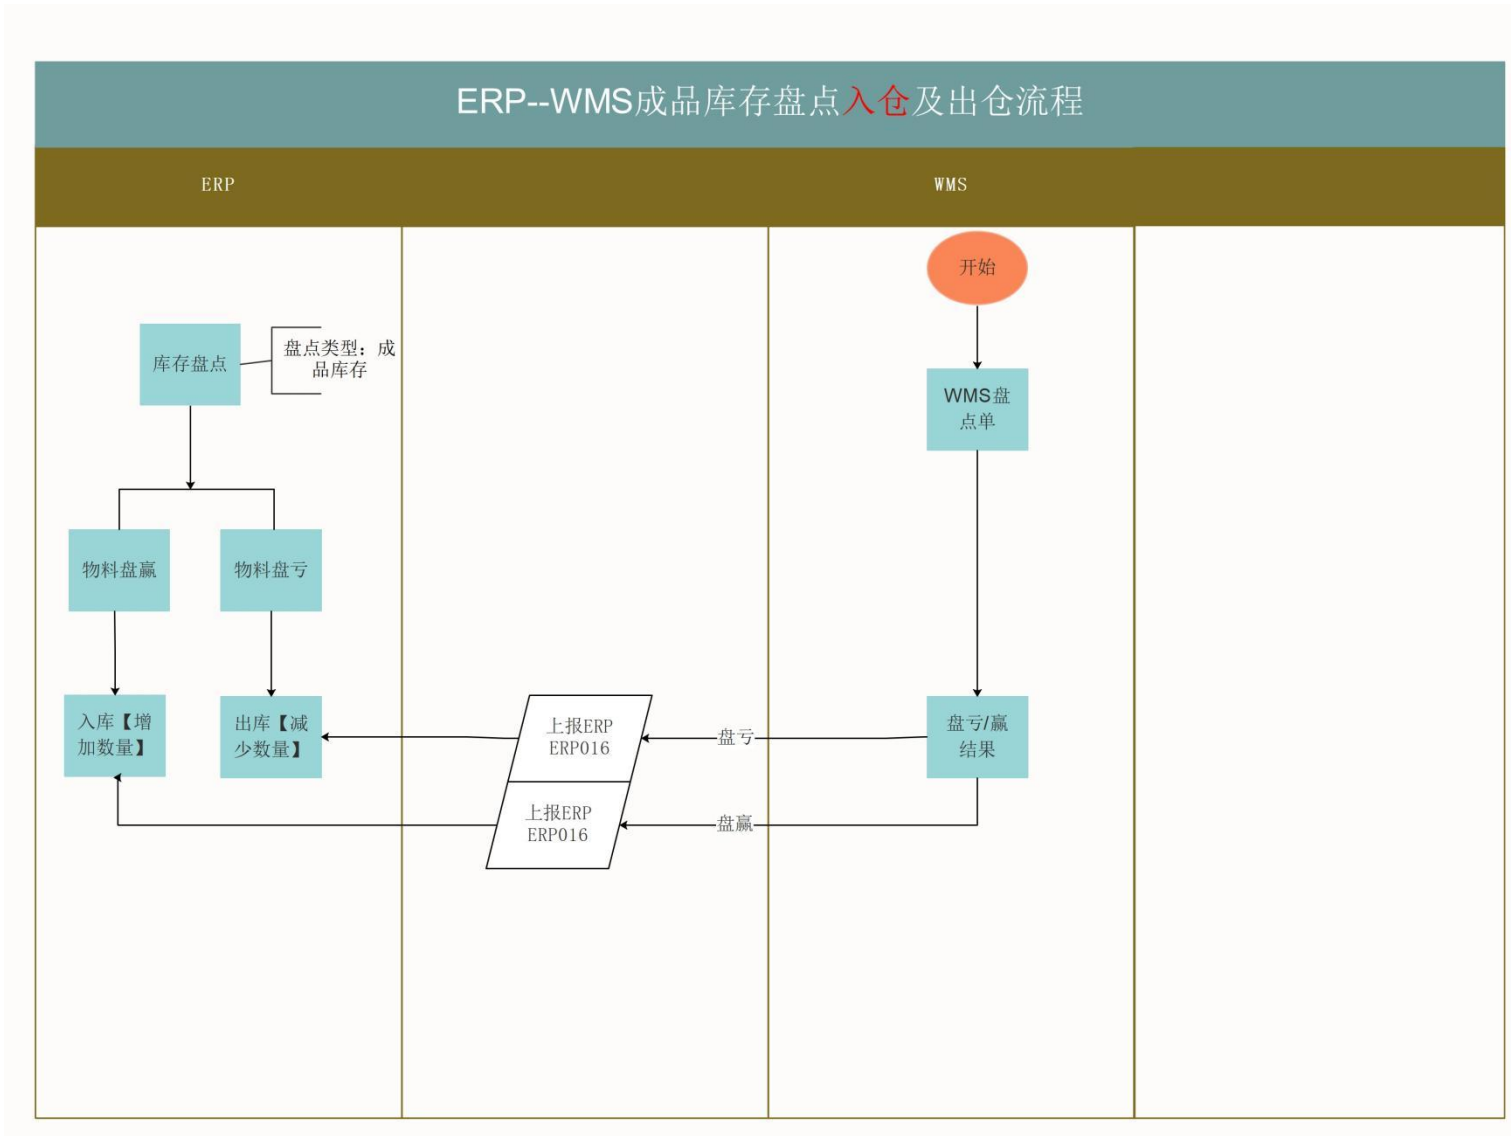 ERP--WMS成品库存盘点入仓及出仓流程
ERP
WMS
开始
库存盘点
盘点类型：成
品库存
WMS盘
点单
物料盘赢
物料盘亏
入库【增
加数量】
出库【减
少数量】
上报ERP
ERP016
盘亏
盘亏/赢
结果
上报ERP
ERP016
盘赢